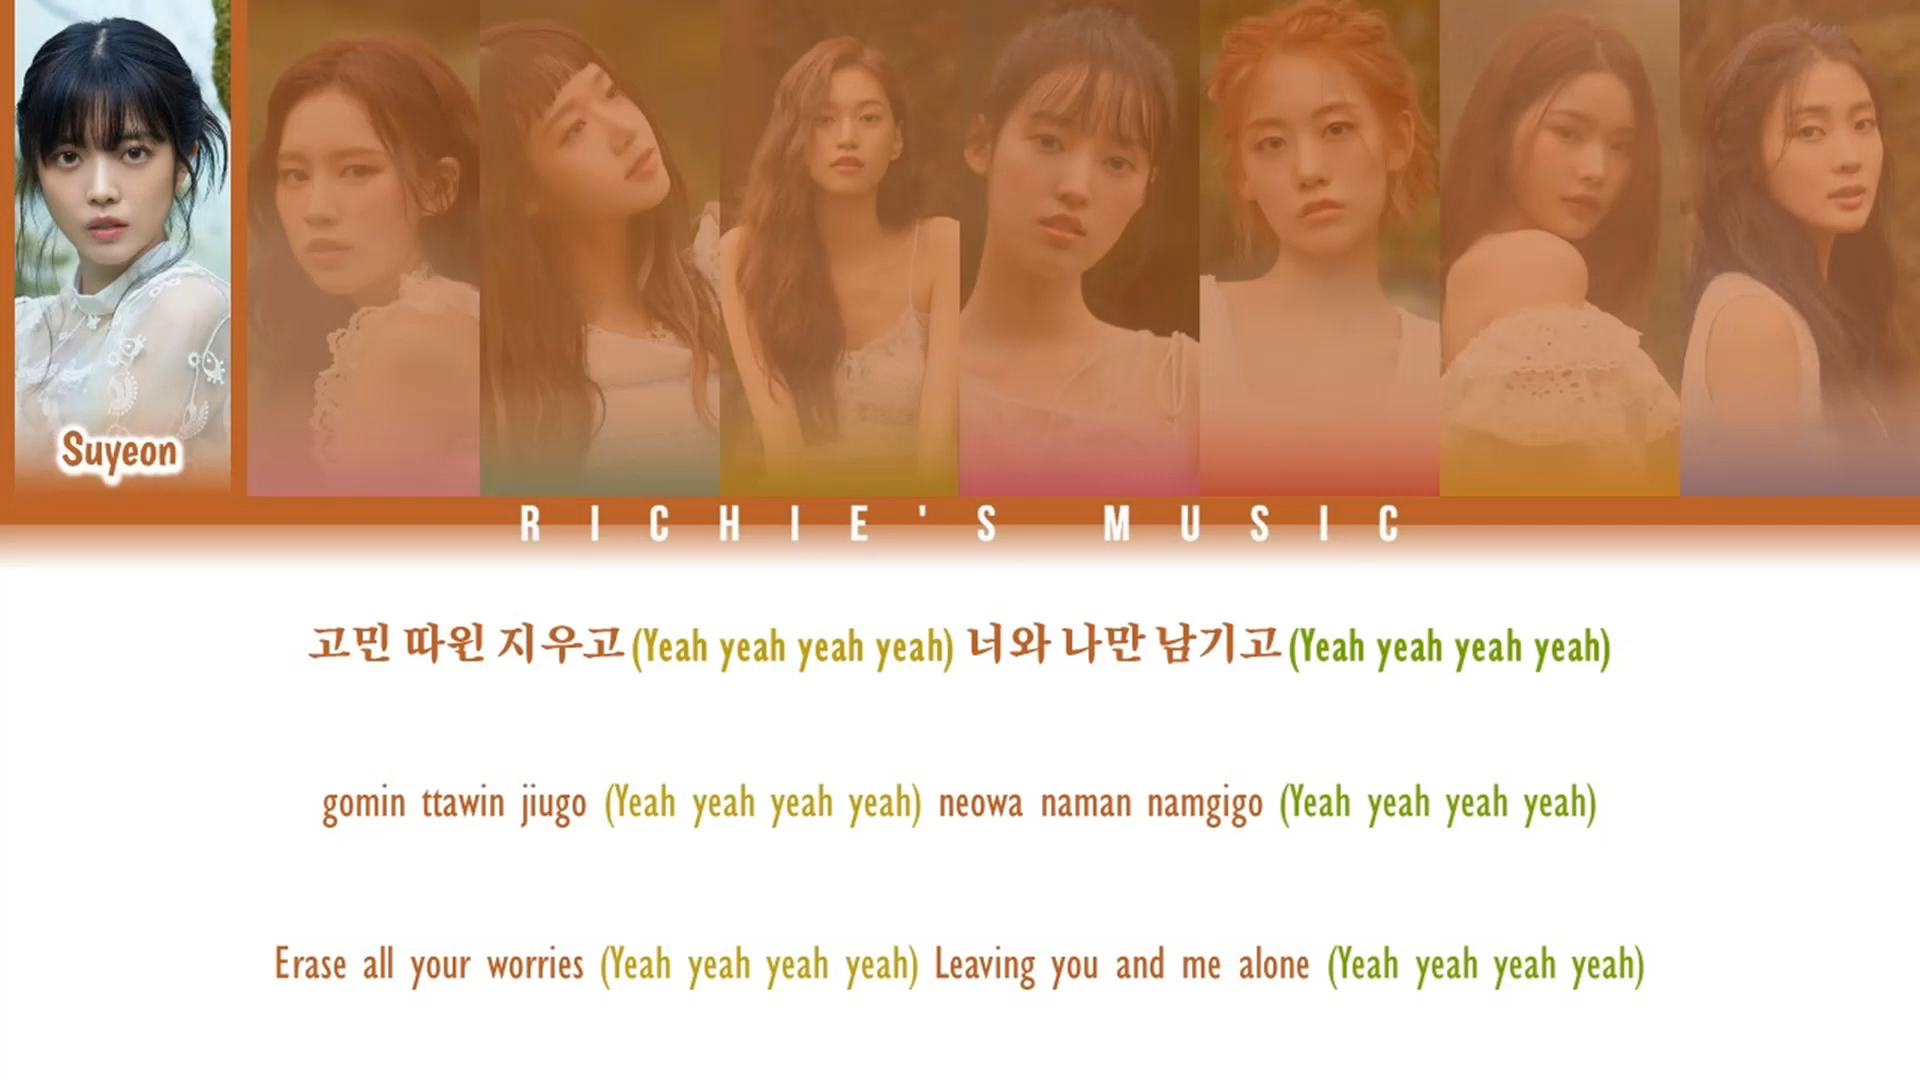 Suyeon
RICHIE'S MUSIC
고민 따윈 지우고(Yeah yeah yeah yeah) 너와 나만 남기고(Yeah yeah yeah yeah)
gomin ttawin jiugo (Yeah yeah yeah yeah) neowa naman namgigo (Yeah yeah yeah yeah)
Erase all your worries (Yeah yeah yeah yeah) Leaving you and me alone (Yeah yeah yeah yeah)